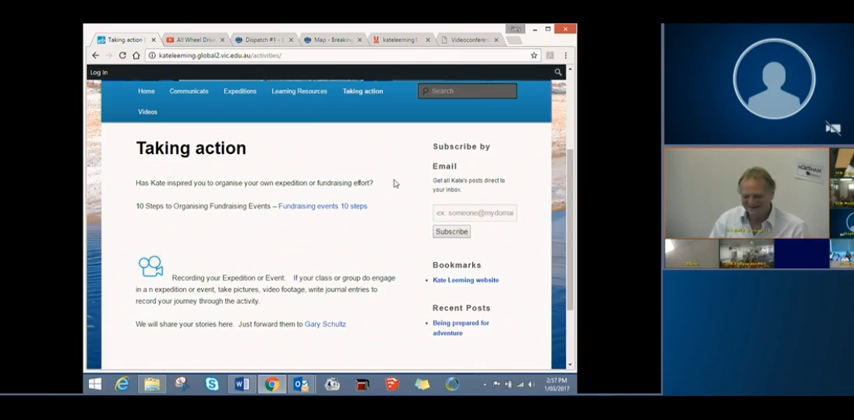 Taking action
All Wheel Driv
Dispatch #1 -
Map - Breaking
kateleeming
Videoconfere
kateleeming.global2.vic.edu.au/activities/
Log In
Home Communicate Expeditions Learning Resources Taking action Search
Videos
Taking action
Has Kate inspired you to organise your own expedition or fundraising effort?
10 Steps to Organising Fundraising Events – Fundraising events 10 steps
Recording your Expedition or Event. If your class or group do engage
in a n expedition or event, take pictures, video footage, write journal entries to
record your journey through the activity.
We will share your stories here. Just forward them to Gary Schultz
Subscribe by
Email
Get all Kate's posts direct to
your inbox.
ex: someone@mydomai
Subscribe
Bookmarks
Kate Leeming website
Recent Posts
Being prepared for
adventure
2:57 PM
1/03/2017